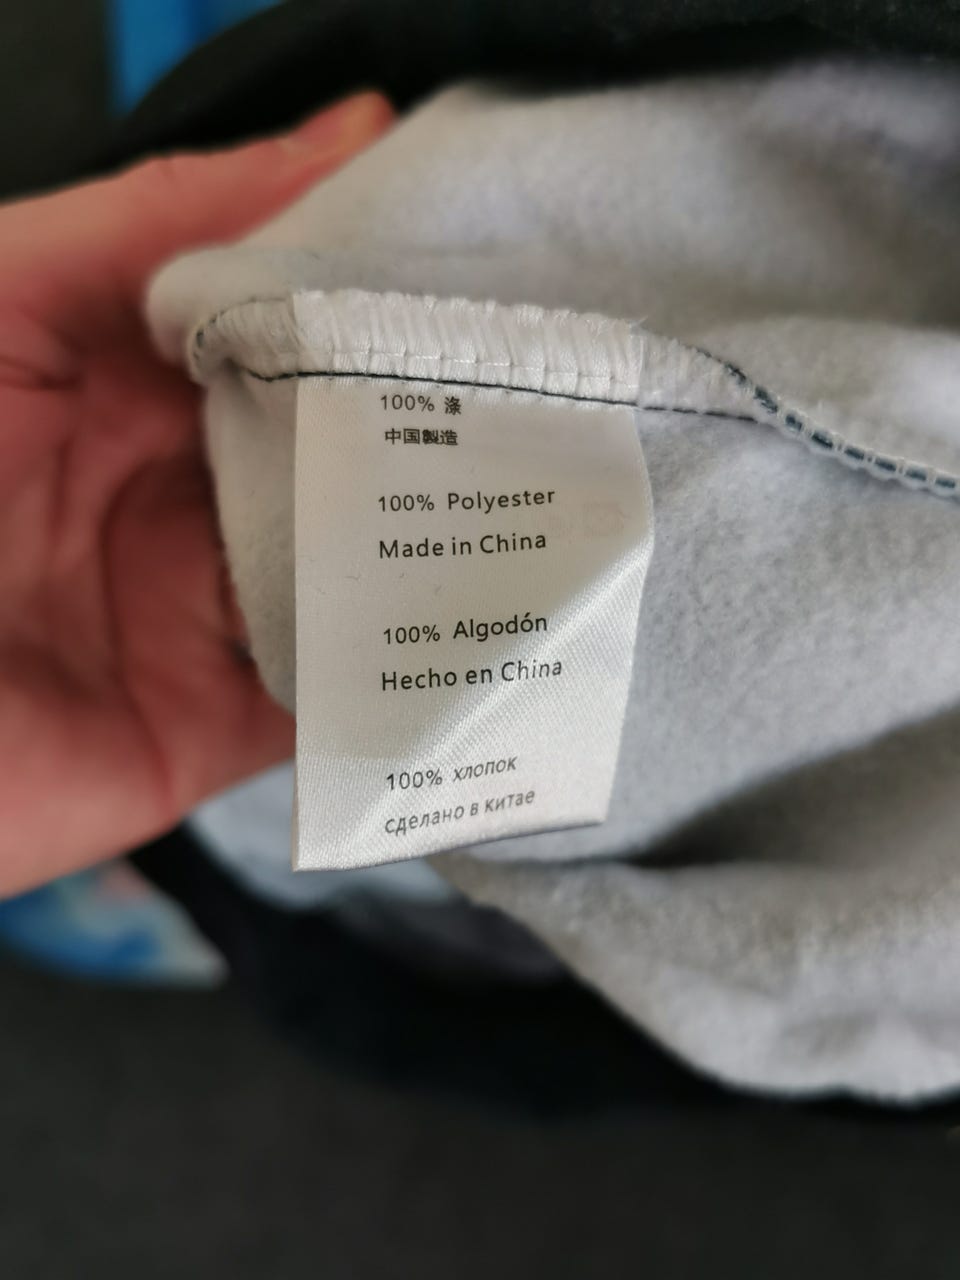 100% 涤
中国製造
100% Polyester
Made in China
100% Algodón
Hecho en China
100% хлопок
сделано в китае